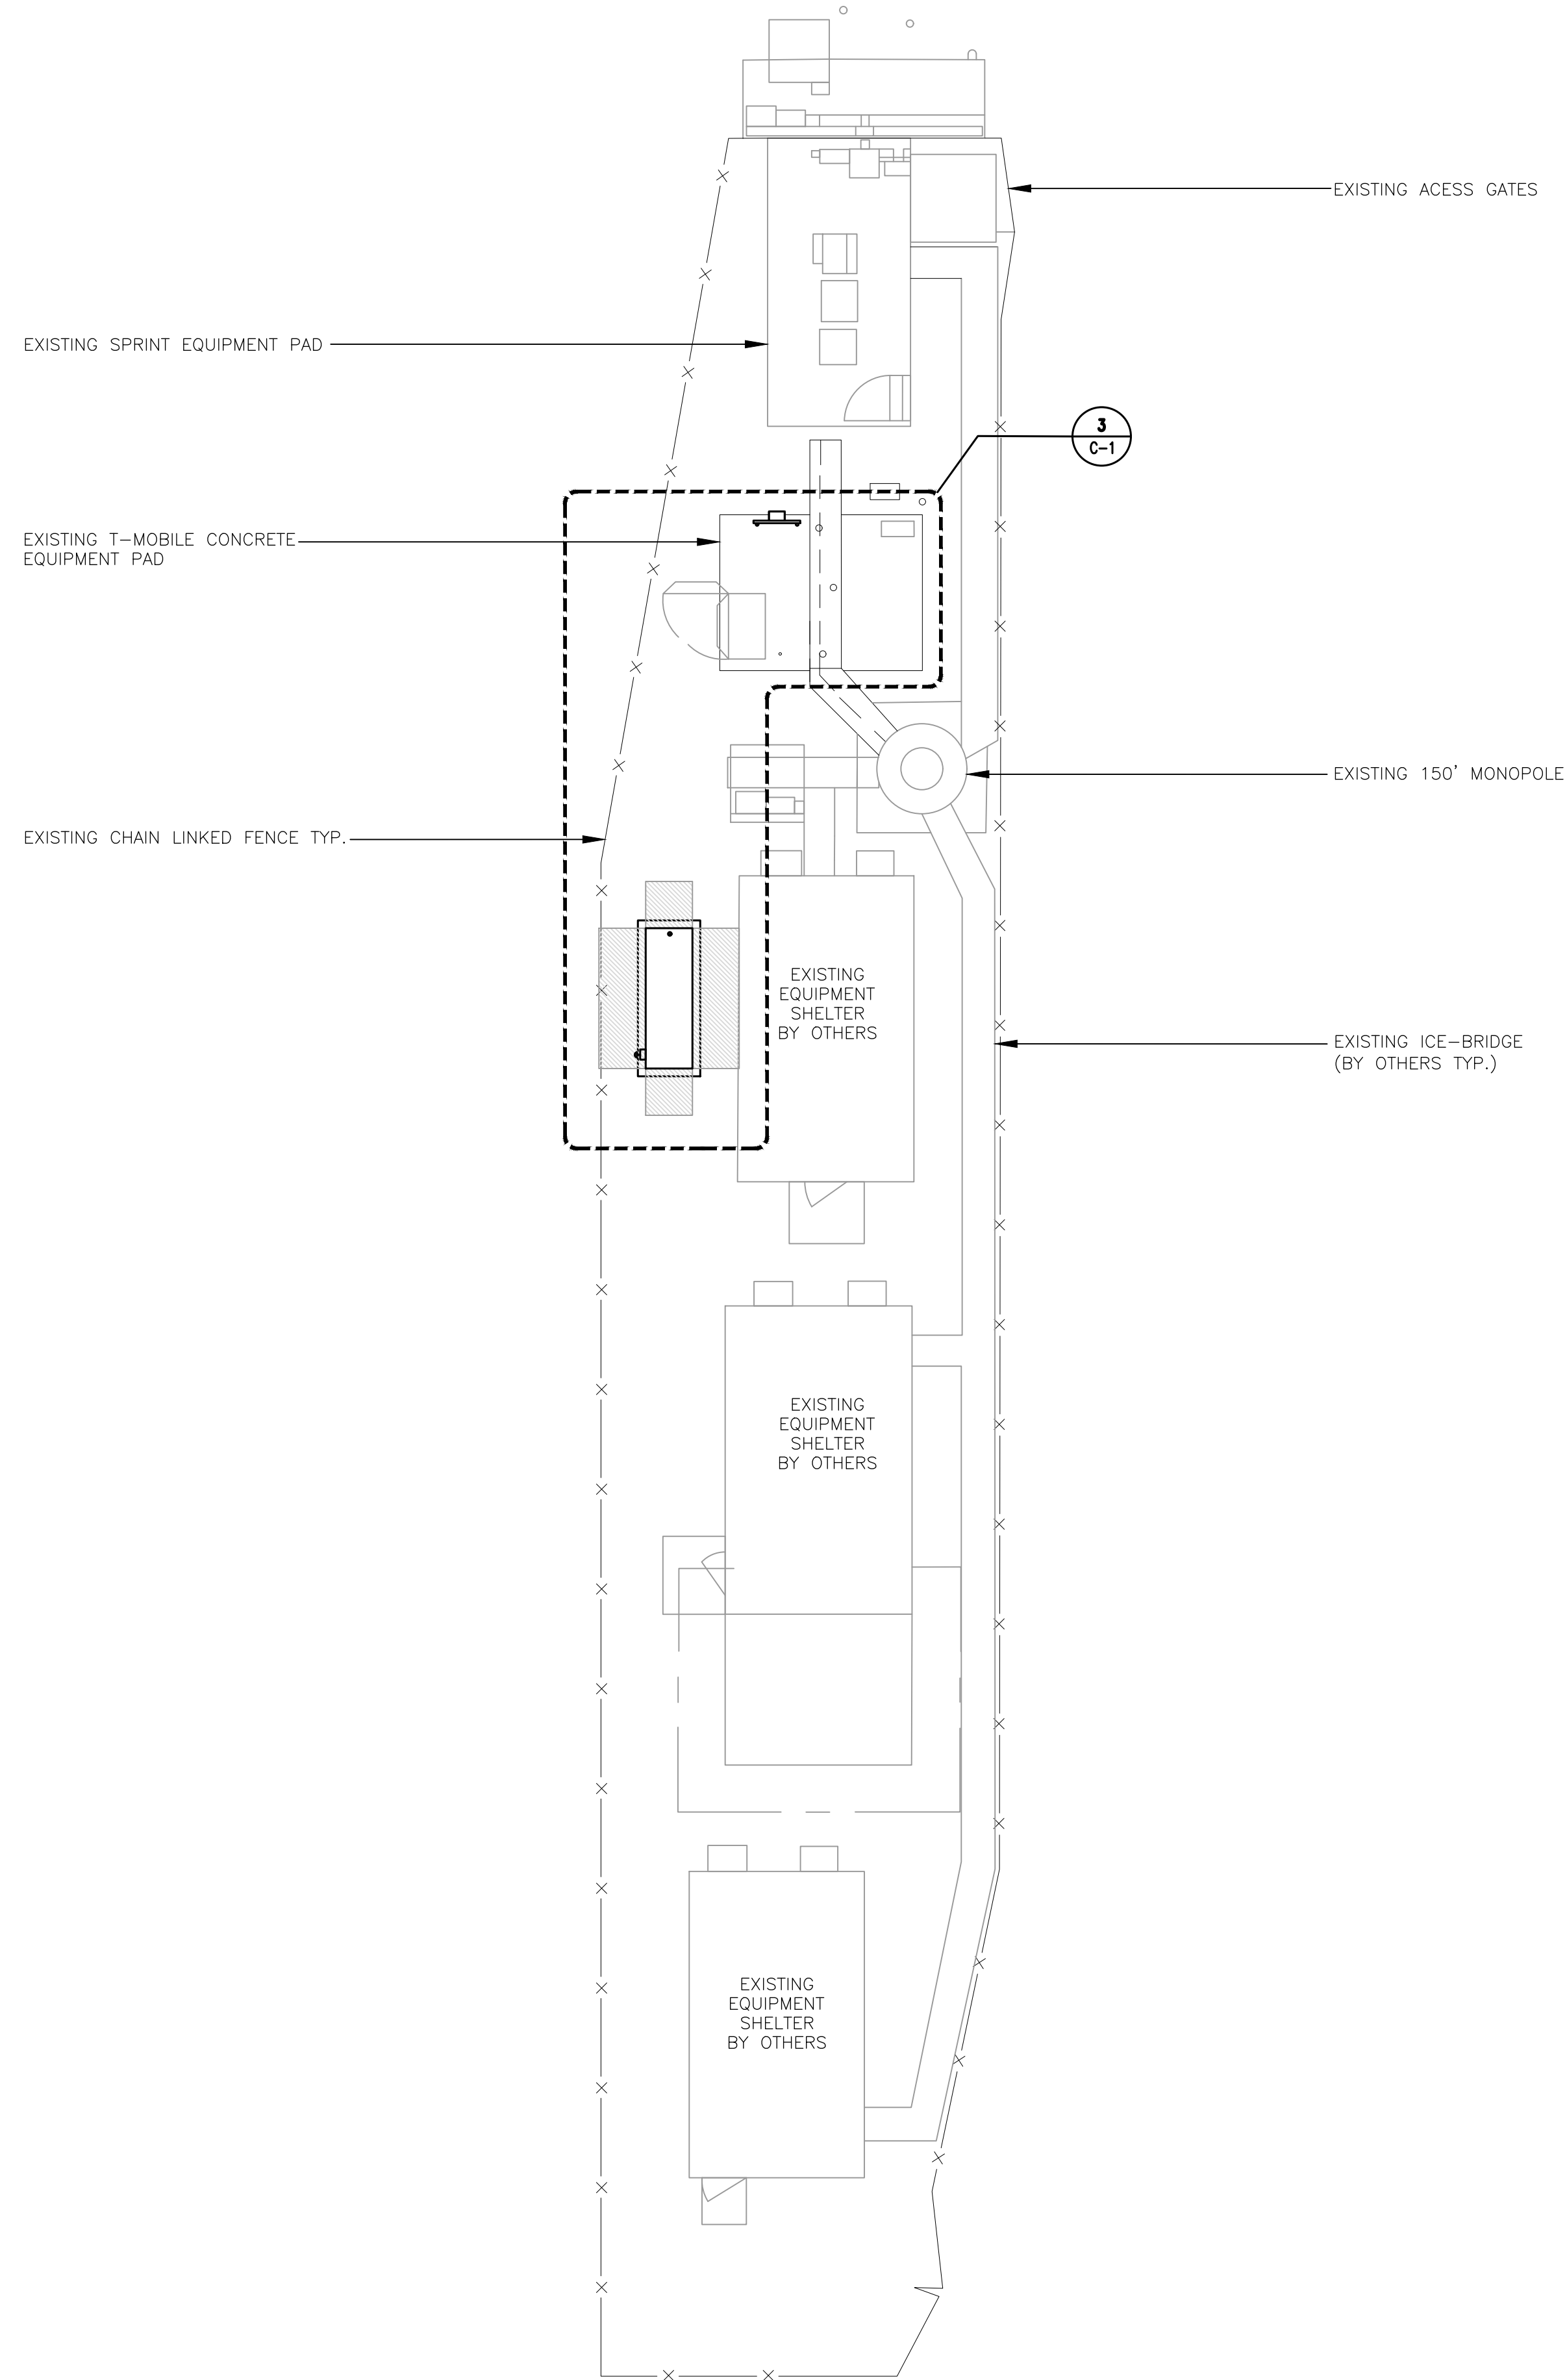 EXISTING ACESS GATES
EXISTING SPRINT EQUIPMENT PAD
3
C-1
EXISTING T-MOBILE CONCRETE
EQUIPMENT PAD
EXISTING 150' MONOPOLE
EXISTING CHAIN LINKED FENCE TYP.
EXISTING
EQUIPMENT
SHELTER
BY OTHERS
EXISTING ICE-BRIDGE
(BY OTHERS TYP.)
EXISTING
EQUIPMENT
SHELTER
BY OTHERS
EXISTING
EQUIPMENT
SHELTER
BY OTHERS